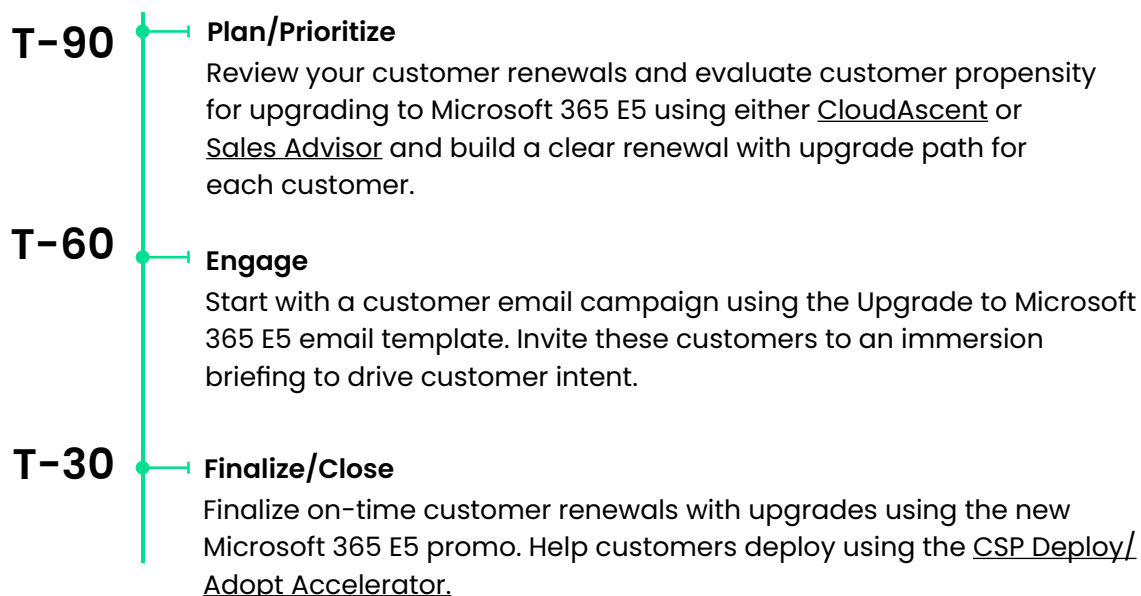 T-90
Plan/Prioritize
Review your customer renewals and evaluate customer propensity
for upgrading to Microsoft 365 E5 using either CloudAscent or
Sales Advisor and build a clear renewal with upgrade path for
each customer.
T-60
Engage
Start with a customer email campaign using the Upgrade to Microsoft
365 E5 email template. Invite these customers to an immersion
briefing to drive customer intent.
T-30
Finalize/Close
Finalize on-time customer renewals with upgrades using the new
Microsoft 365 E5 promo. Help customers deploy using the CSP Deploy/
Adopt Accelerator.